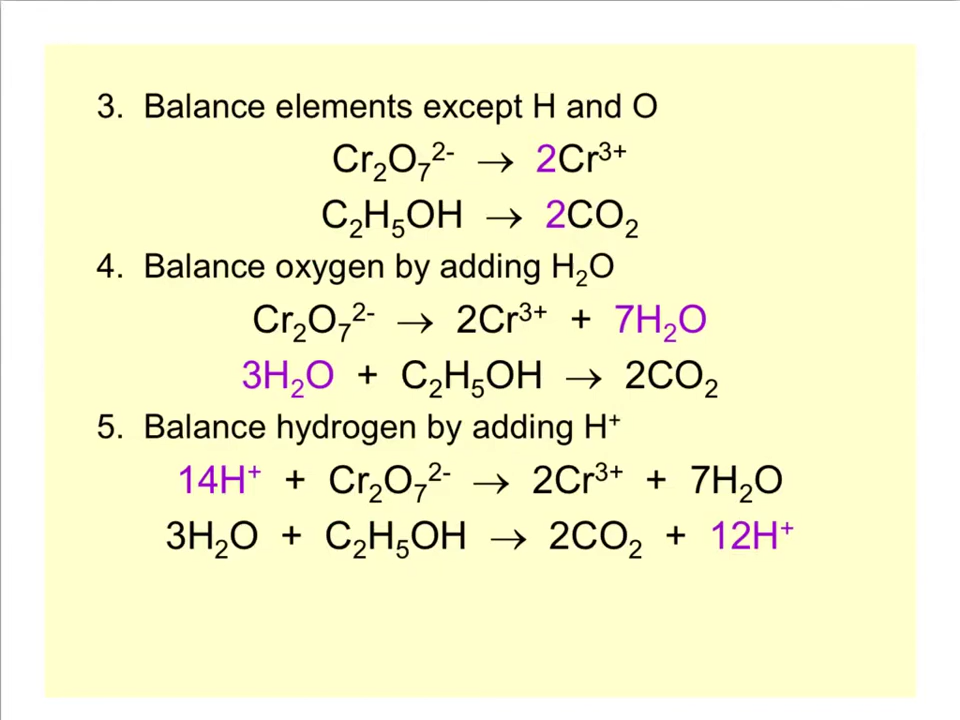 3. Balance elements except H and O
Cr₂O₇²⁻ → 2Cr³⁺
C₂H₅OH → 2CO₂
4. Balance oxygen by adding H₂O
Cr₂O₇²⁻ → 2Cr³⁺ + 7H₂O
3H₂O + C₂H₅OH → 2CO₂
5. Balance hydrogen by adding H⁺
14H⁺ + Cr₂O₇²⁻ → 2Cr³⁺ + 7H₂O
3H₂O + C₂H₅OH → 2CO₂ + 12H⁺